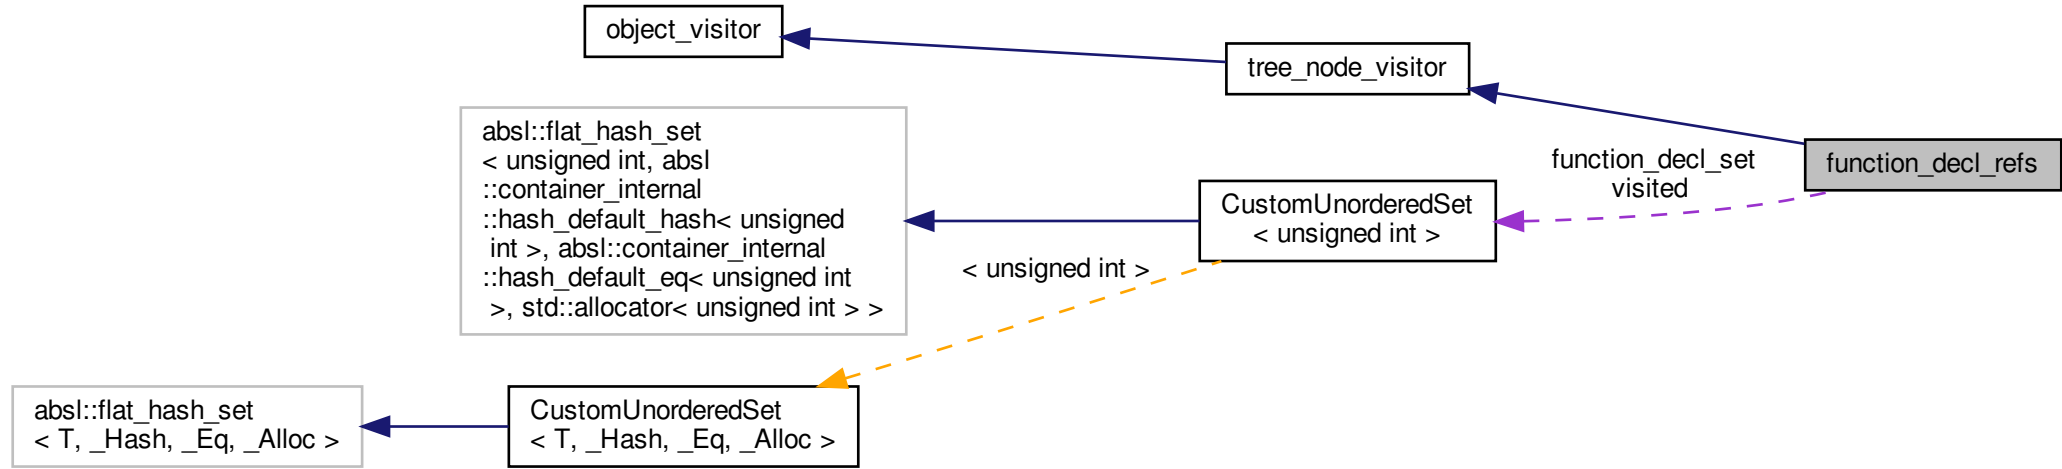 object_visitor
tree_node_visitor
function_decl_refs
function_decl_set
visited
absl::flat_hash_set
< unsigned int, absl
::container_internal
::hash_default_hash< unsigned
int >, absl::container_internal
::hash_default_eq< unsigned int
>, std::allocator< unsigned int > >
CustomUnorderedSet
< unsigned int >
< unsigned int >
absl::flat_hash_set
< T, _Hash, _Eq, _Alloc >
CustomUnorderedSet
< T, _Hash, _Eq, _Alloc >